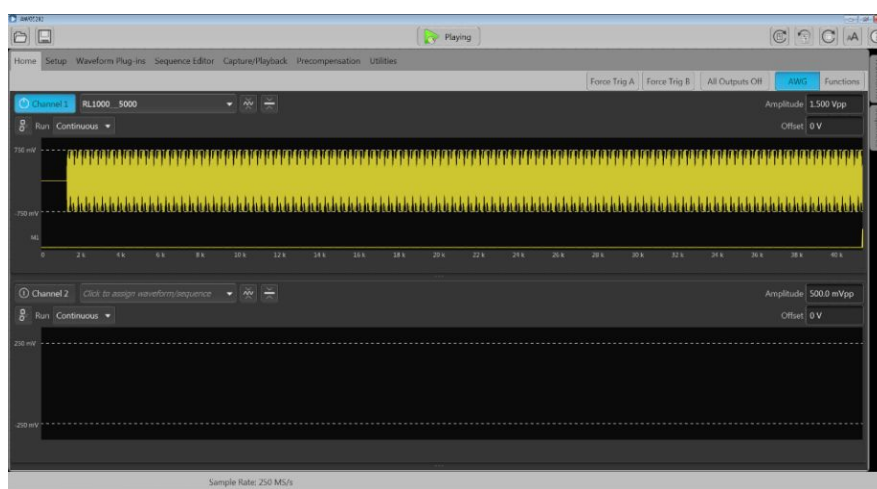 Playing
Home Setup Waveform Plug-ins Sequence Editor Capture/Playback Precompensation Utilities
Force Trig A Force Trig B All Outputs Off AWG Functions
Channel 1 RL1000__5000 Amplitude 1.500 Vpp
Run Continuous Offset 0 V
750 mV
-750 mV
M1
0 2 k 4 k 6 k 8 k 10 k 12 k 14 k 16 k 18 k 20 k 22 k 24 k 26 k 28 k 30 k 32 k 34 k 36 k 38 k 40 k
Channel 2 Click to assign waveform/sequence Amplitude 500.0 mVpp
Run Continuous Offset 0 V
250 mV
-250 mV
Sample Rate: 250 MS/s